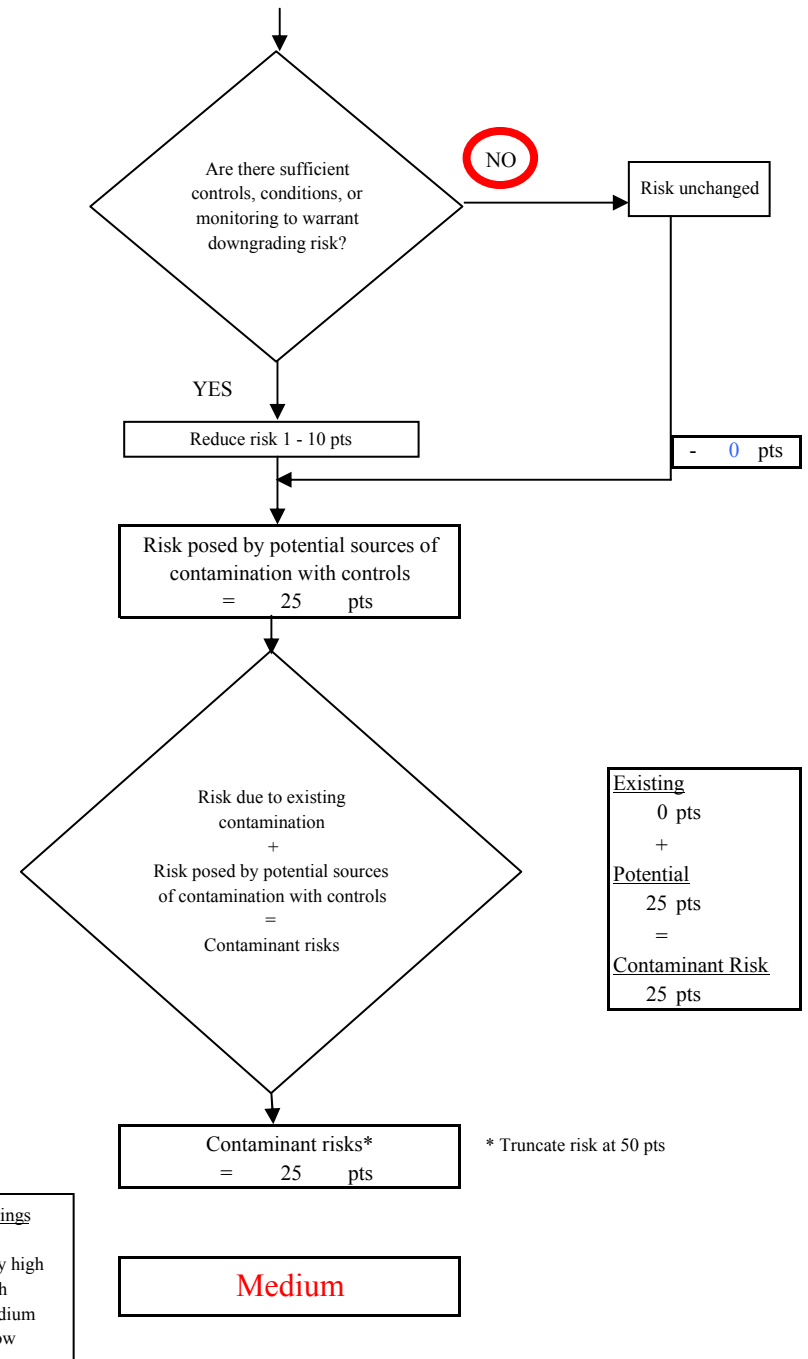 Are there sufficient
controls, conditions, or
monitoring to warrant
downgrading risk?
NO
Risk unchanged
YES
Reduce risk 1 - 10 pts
- 0 pts
Risk posed by potential sources of
contamination with controls
= 25 pts
Risk due to existing
contamination
+
Risk posed by potential sources
of contamination with controls
=
Contaminant risks
Existing
0 pts
+
Potential
25 pts
=
Contaminant Risk
25 pts
Contaminant risks*
= 25 pts
* Truncate risk at 50 pts
high
Medium